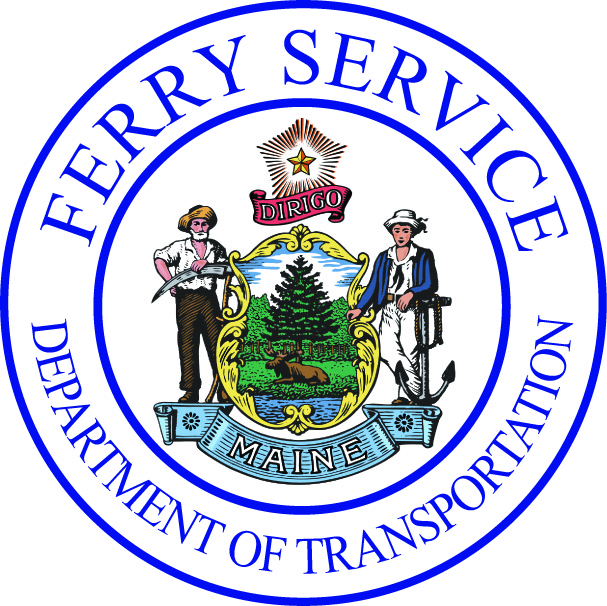 FERRY SERVICE
DIRIGO
MAINE
DEPARTMENT OF TRANSPORTATION